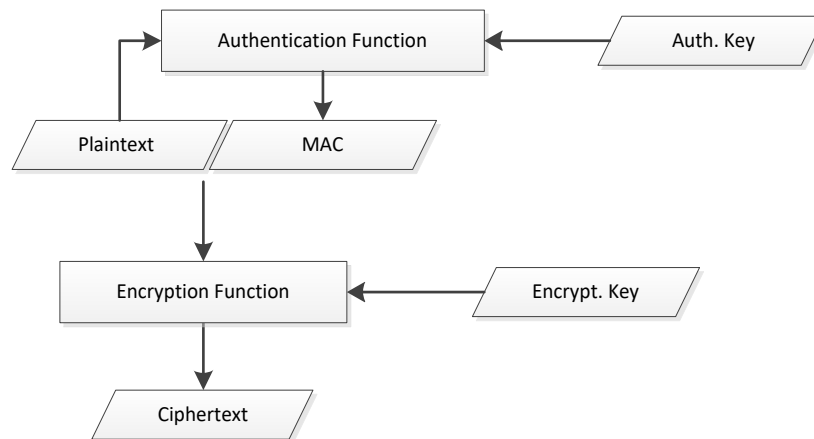 Authentication Function
Auth. Key
Plaintext
MAC
Encryption Function
Encrypt. Key
Ciphertext